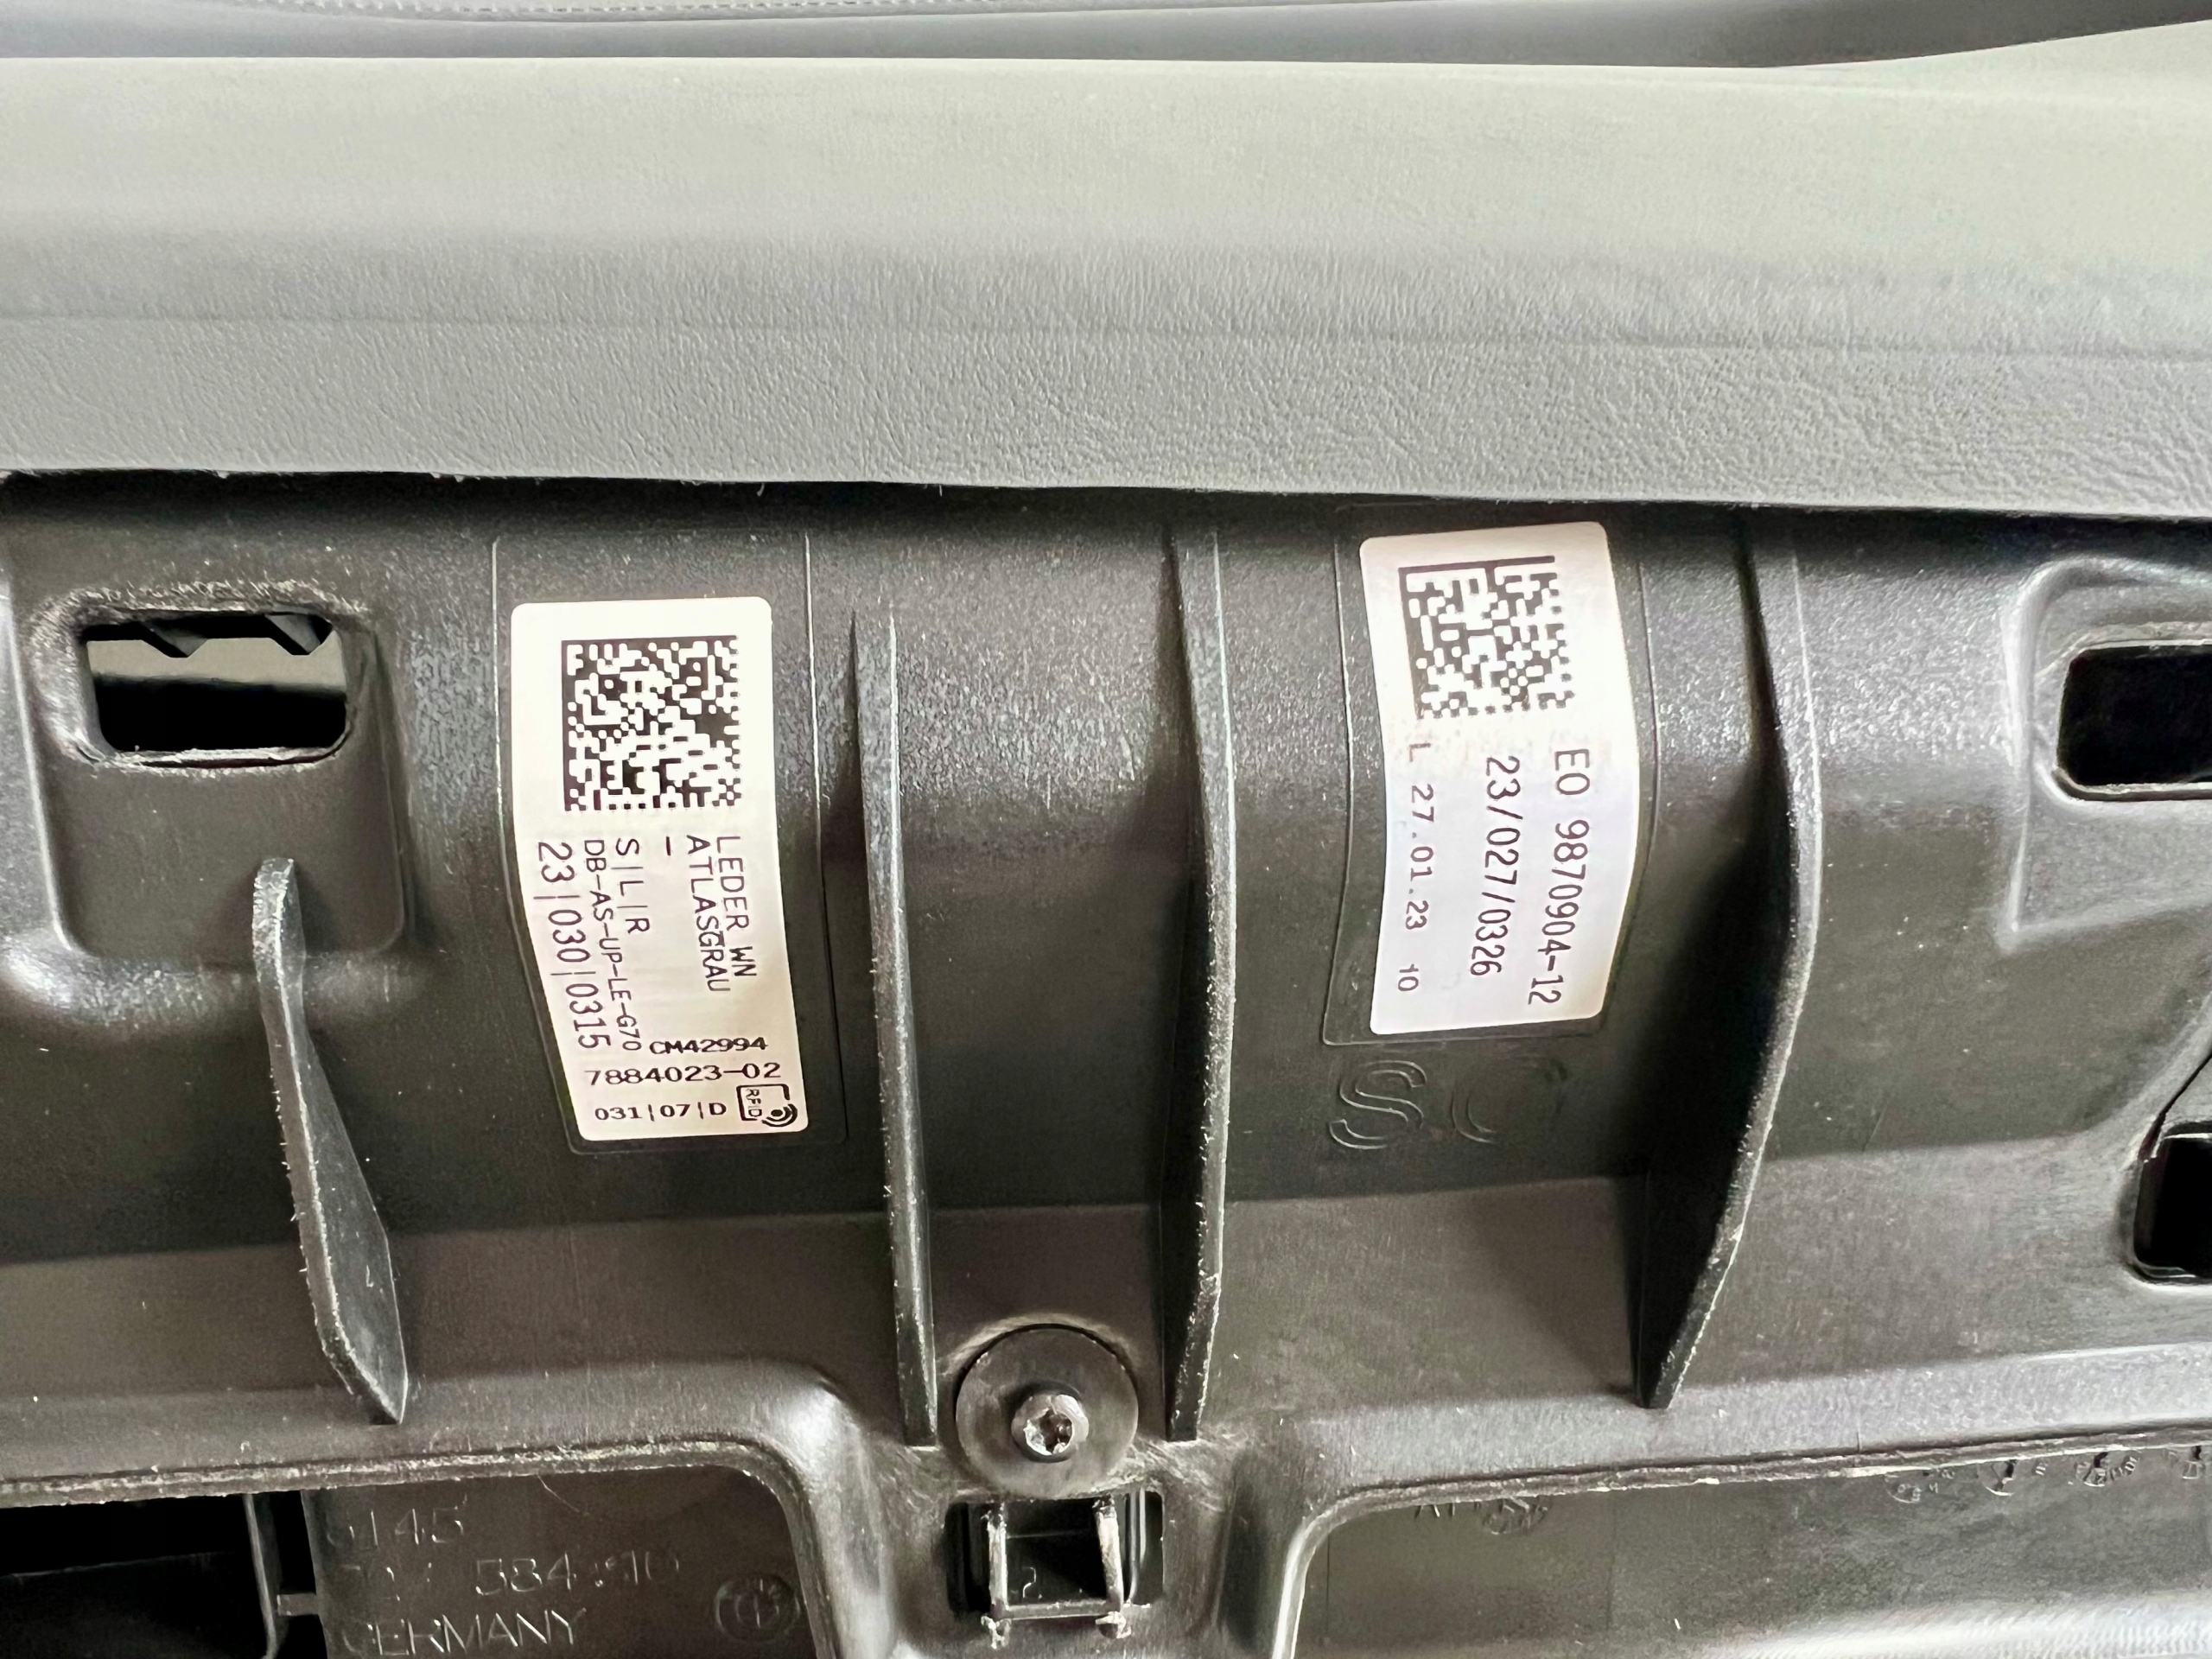 LEDER WN
ATLASGRAU
-
S|L|R
DB-AS-UP-LE-G70
23|030|0315
CM42994
7884023-02
031|07|D
RFID
E0 9870904-12
23/027/0326
L 27.01.23 10
GERMANY